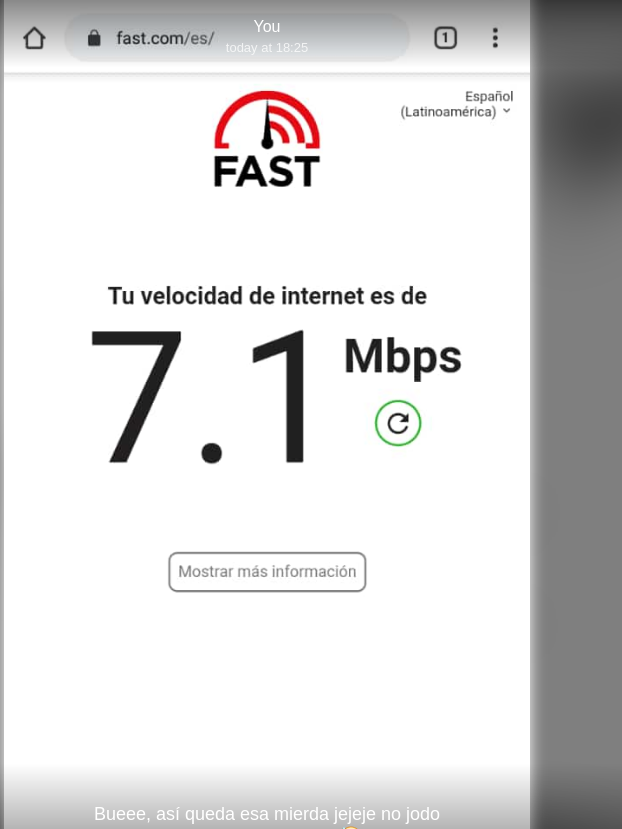 You
fast.com/es/
1
today at 18:25
Español
(Latinoamérica)
FAST
Tu velocidad de internet es de
7.1 Mbps
Mostrar más información
Bueee, así queda esa mierda jejeje no jodo